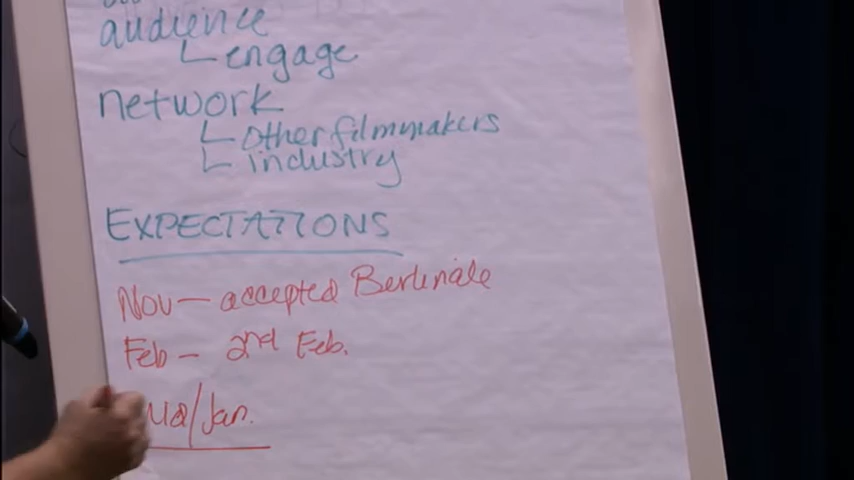 audience
engage
network
Other filmmakers
industry
EXPECTATIONS
Nov — accepted Berlinale
Feb — 2nd Feb.
/Jan.